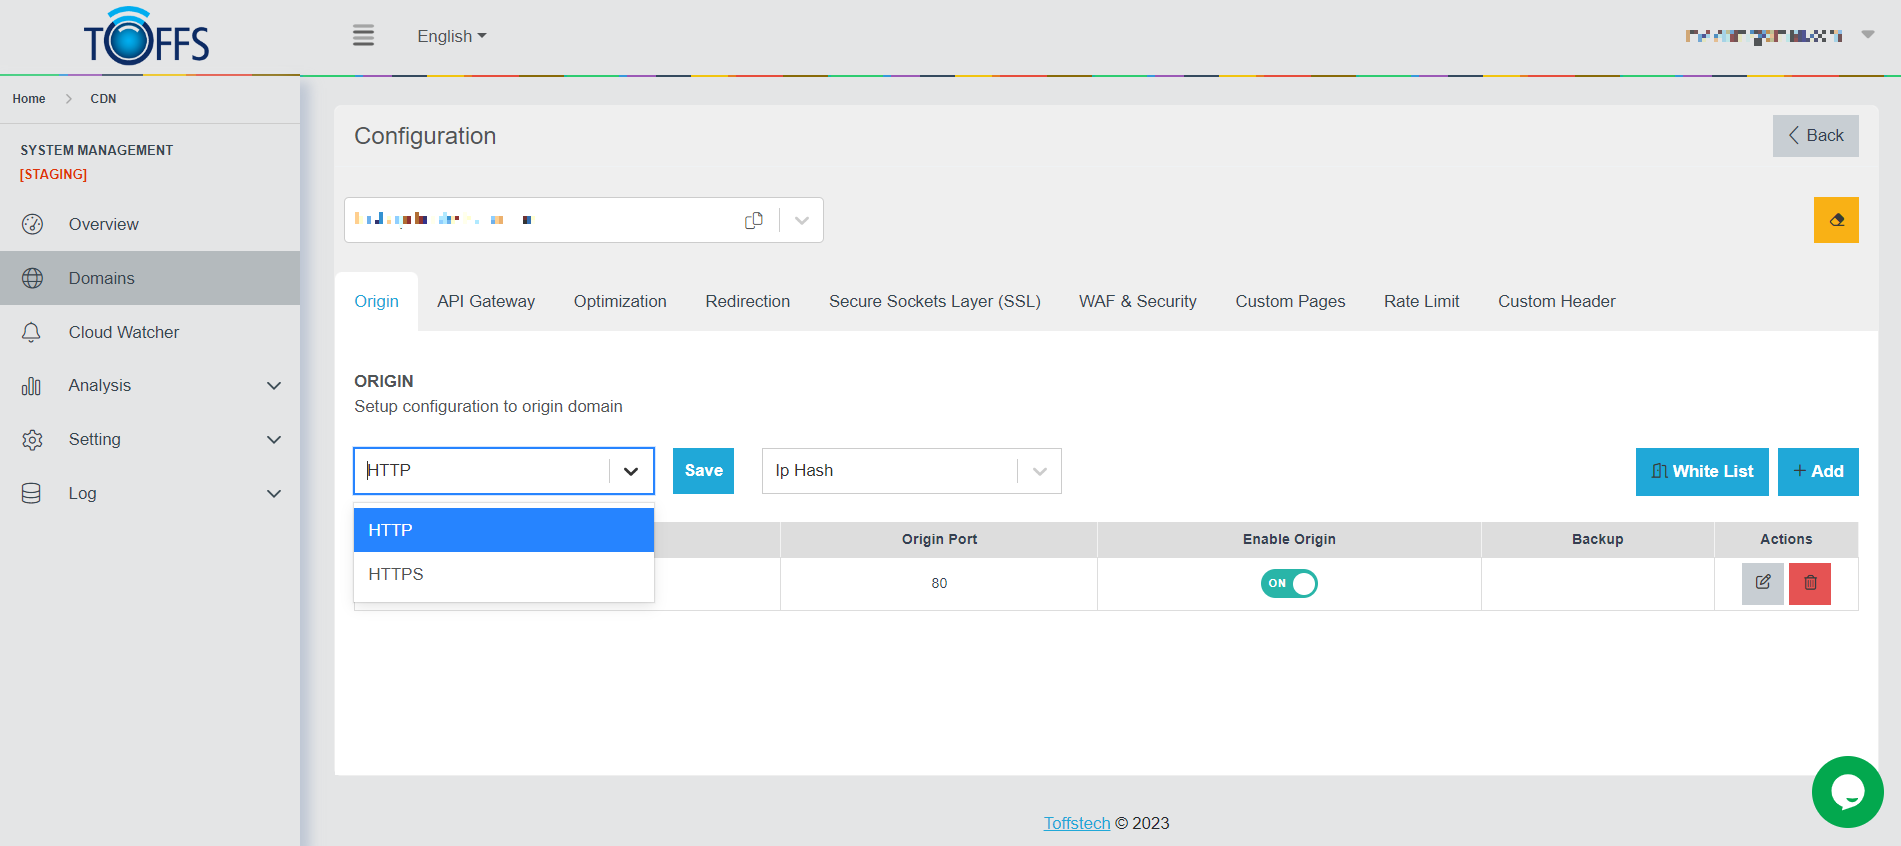 TOFFS
English
Home > CDN
SYSTEM MANAGEMENT
[STAGING]
Overview
Domains
Cloud Watcher
Analysis
Setting
Log
Configuration
Back
Origin API Gateway Optimization Redirection Secure Sockets Layer (SSL) WAF & Security Custom Pages Rate Limit Custom Header
ORIGIN
Setup configuration to origin domain
HTTP Save Ip Hash White List + Add
HTTP
HTTPS
Origin Port Enable Origin Backup Actions
80 ON
Toffstech © 2023